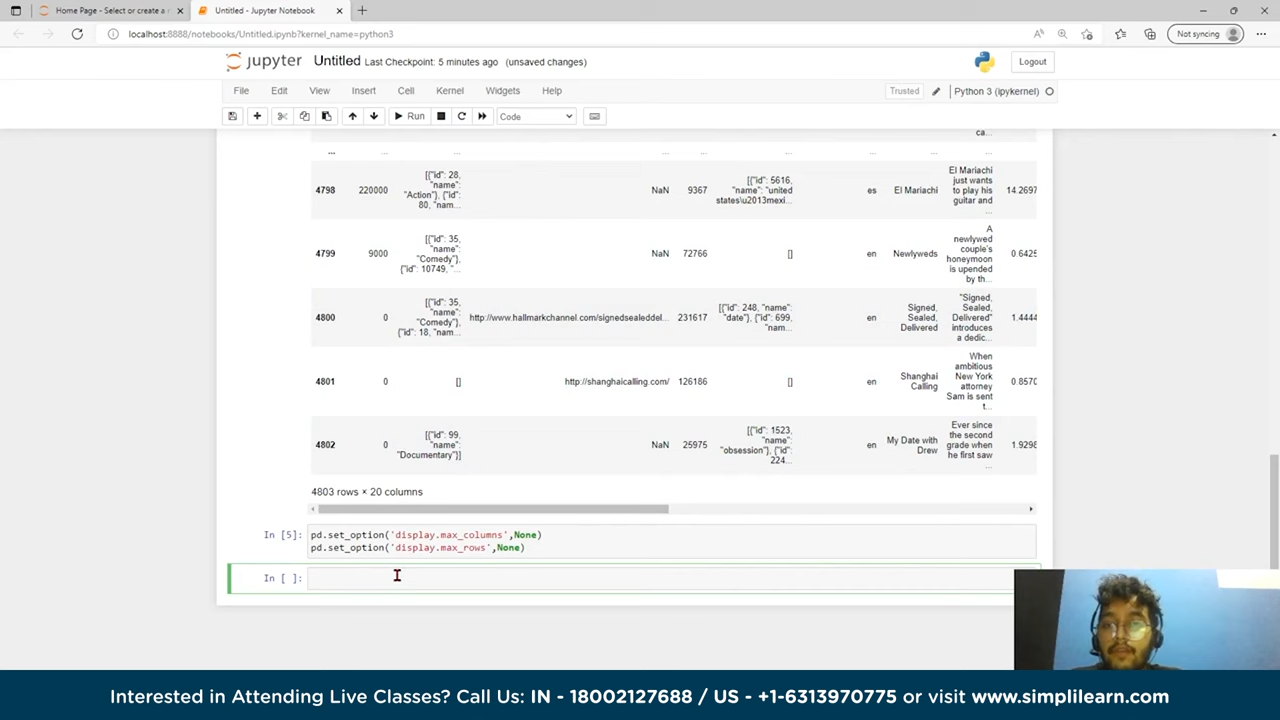 Home Page - Select or create a n
Untitled - Jupyter Notebook
localhost:8888/notebooks/Untitled.ipynb?kernel_name=python3
Not syncing
jupyter Untitled Last Checkpoint: 5 minutes ago (unsaved changes)
Logout
File Edit View Insert Cell Kernel Widgets Help
Trusted Python 3 (ipykernel)
Run Code
ca...
... ... ... ... ... ... ... ... ...
4798 220000 [{"id": 28, "name": "Action"}, {"id": 80, "nam... NaN 9367 [{"id": 5616, "name": "united states\u2013mexi... es El Mariachi El Mariachi just wants to play his guitar and ... 14.2697
4799 9000 [{"id": 35, "name": "Comedy"}, {"id": 10749, "... NaN 72766 [] en Newlyweds A newlywed couple's honeymoon is upended by th... 0.6425
4800 0 [{"id": 35, "name": "Comedy"}, {"id": 18, "nam... http://www.hallmarkchannel.com/signedsealeddel... 231617 [{"id": 248, "name": "date"}, {"id": 699, "nam... en Signed, Sealed, Delivered "Signed, Sealed, Delivered" introduces a dedic... 1.4444
4801 0 [] http://shanghaicalling.com/ 126186 [] en Shanghai Calling When ambitious New York attorney Sam is sent t... 0.8570
4802 0 [{"id": 99, "name": "Documentary"}] NaN 25975 [{"id": 1523, "name": "obsession"}, {"id": 224... en My Date with Drew Ever since the second grade when he first saw ... 1.9298
4803 rows × 20 columns
In [5]: pd.set_option('display.max_columns',None)
pd.set_option('display.max_rows',None)
In [ ]:
Interested in Attending Live Classes? Call Us: IN - 18002127688 / US - +1-6313970775 or visit www.simplilearn.com